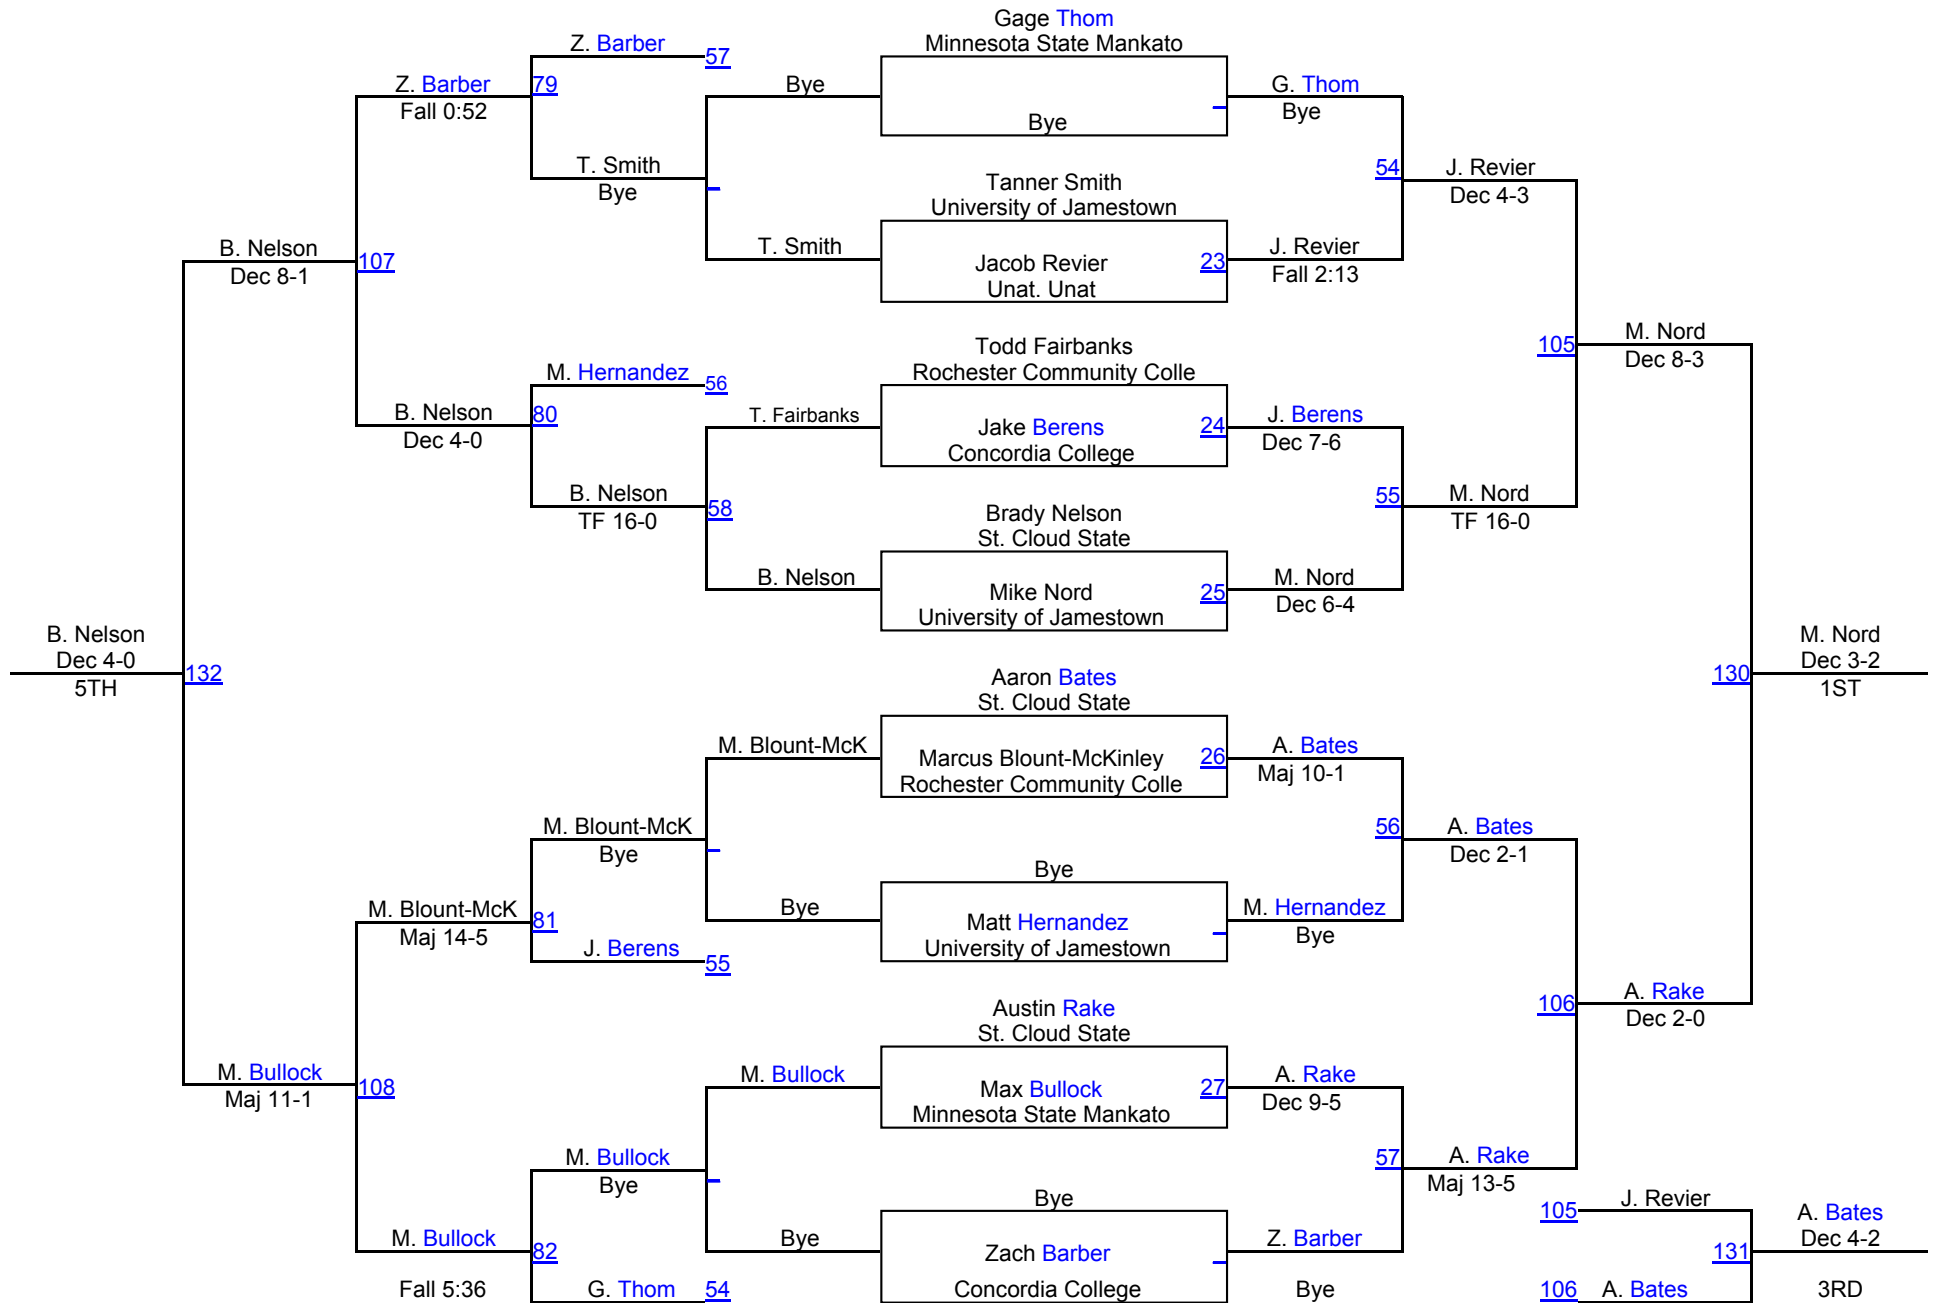 Gage Thom
Minnesota State Mankato
Z. Barber
57
Z. Barber
79
Bye
G. Thom
Fall 0:52
Bye
Bye
T. Smith
Bye
54
J. Revier
Dec 4-3
Tanner Smith
University of Jamestown
B. Nelson
Dec 8-1
107
T. Smith
Jacob Revier
Unat. Unat
23
J. Revier
Fall 2:13
Todd Fairbanks
Rochester Community Colle
105
M. Nord
Dec 8-3
M. Hernandez
56
B. Nelson
Dec 4-0
80
T. Fairbanks
Jake Berens
Concordia College
24
J. Berens
Dec 7-6
B. Nelson
TF 16-0
58
55
M. Nord
TF 16-0
Brady Nelson
St. Cloud State
B. Nelson
Mike Nord
University of Jamestown
25
M. Nord
Dec 6-4
B. Nelson
Dec 4-0
5TH
132
130
M. Nord
Dec 3-2
1ST
Aaron Bates
St. Cloud State
M. Blount-McK
Marcus Blount-McKinley
Rochester Community Colle
26
A. Bates
Maj 10-1
M. Blount-McK
Bye
56
A. Bates
Dec 2-1
Bye
M. Blount-McK
Maj 14-5
81
Bye
Matt Hernandez
University of Jamestown
M. Hernandez
Bye
J. Berens
55
Austin Rake
St. Cloud State
106
A. Rake
Dec 2-0
M. Bullock
Maj 11-1
108
M. Bullock
Max Bullock
Minnesota State Mankato
27
A. Rake
Dec 9-5
M. Bullock
Bye
57
A. Rake
Maj 13-5
Bye
105
J. Revier
A. Bates
Dec 4-2
M. Bullock
82
Bye
Zach Barber
Z. Barber
131
Fall 5:36
G. Thom
54
Concordia College
Bye
106
A. Bates
3RD